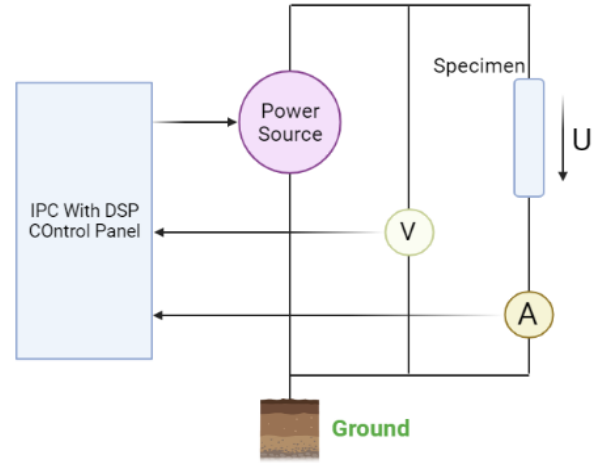 Specimen
Power
Source
U
IPC With DSP
COntrol Panel
V
A
Ground